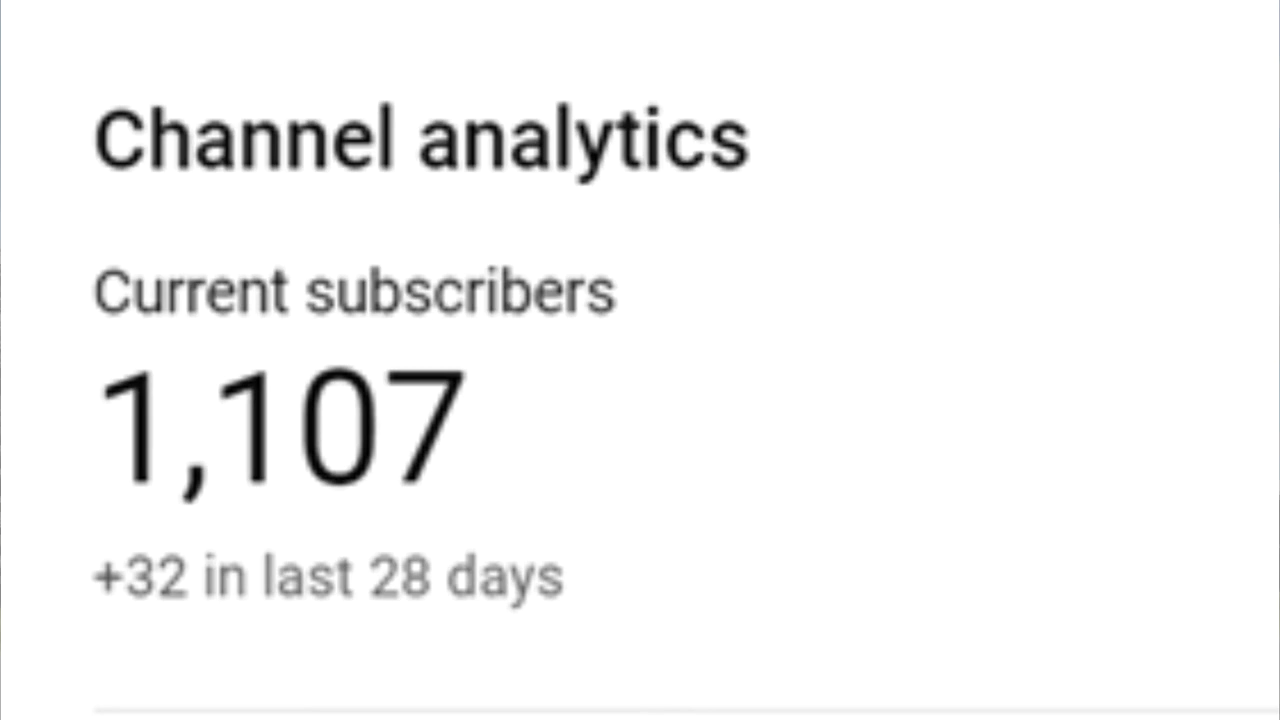 Channel analytics
Current subscribers
1,107
+32 in last 28 days